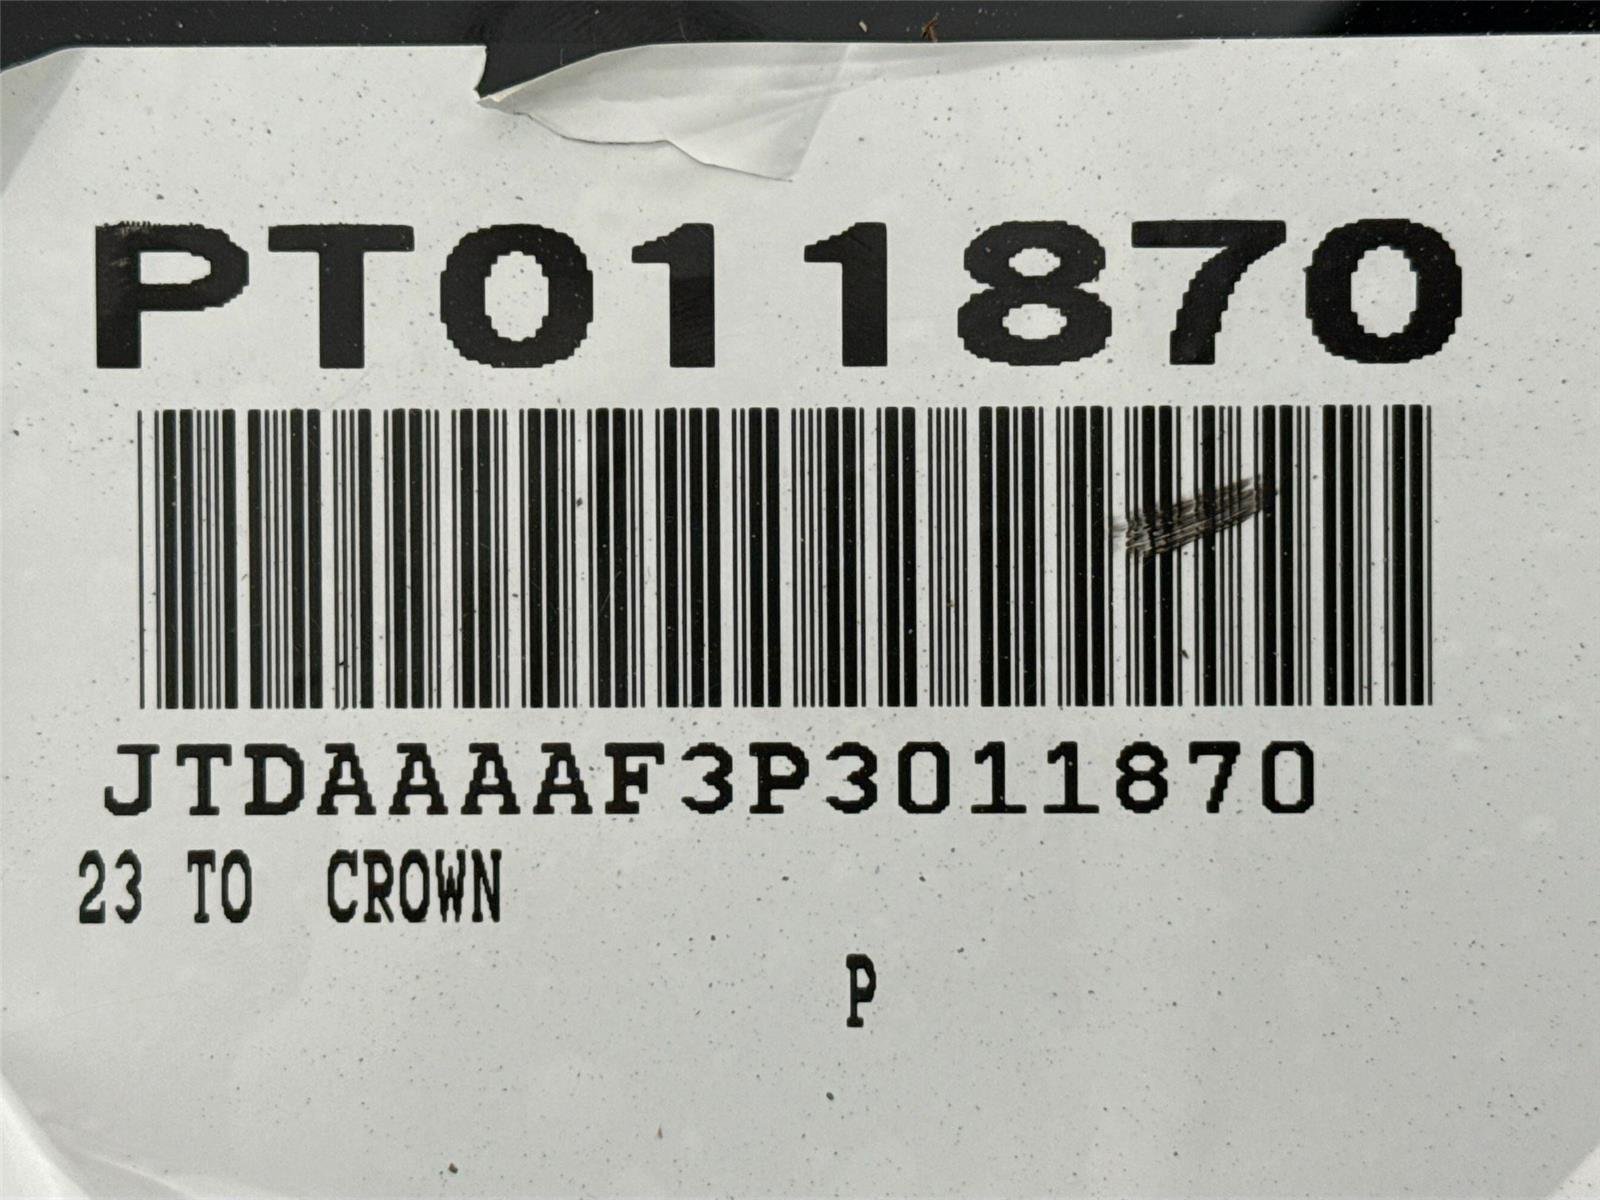 PT011870
JTDAAAAF3P3011870
23 TO CROWN
P